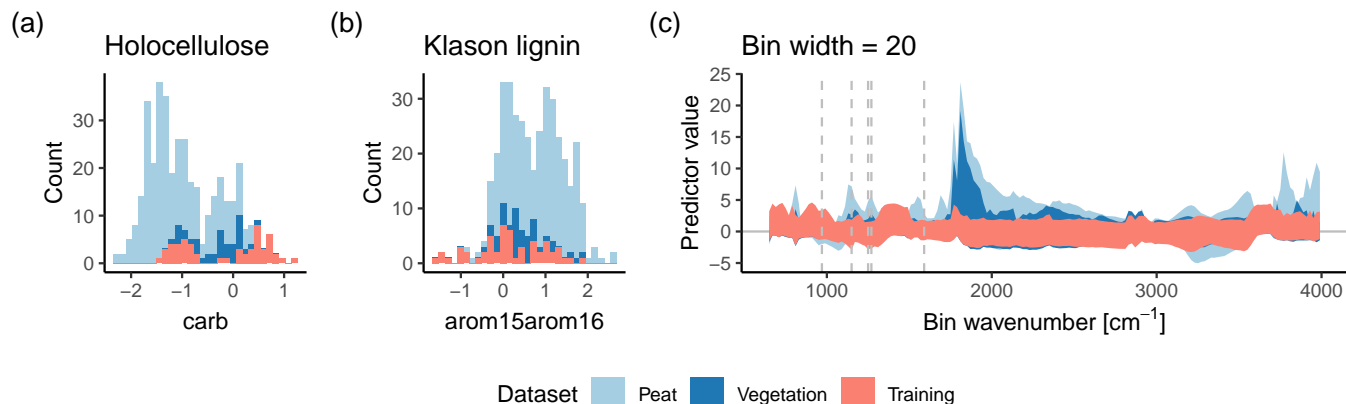 (a)
Holocellulose
Count
30
20
10
0
−2 −1 0 1
carb
(b)
Klason lignin
Count
30
20
10
0
−1 0 1 2
arom15arom16
(c)
Bin width = 20
Predictor value
25
20
15
10
5
0
−5
1000 2000 3000 4000
Bin wavenumber [cm⁻¹]
Dataset Peat Vegetation Training